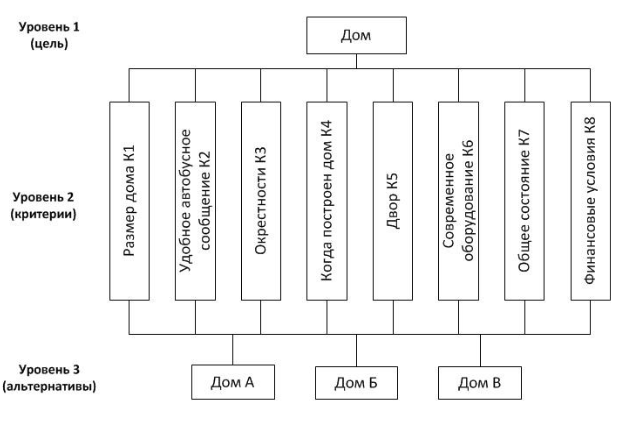 Уровень 1
(цель)
Дом
Уровень 2
(критерии)
Размер дома К1
Удобное автобусное
сообщение К2
Окрестности К3
Когда построен дом К4
Двор К5
Современное
оборудование К6
Общее состояние К7
Финансовые условия К8
Уровень 3
(альтернативы)
Дом А
Дом Б
Дом В